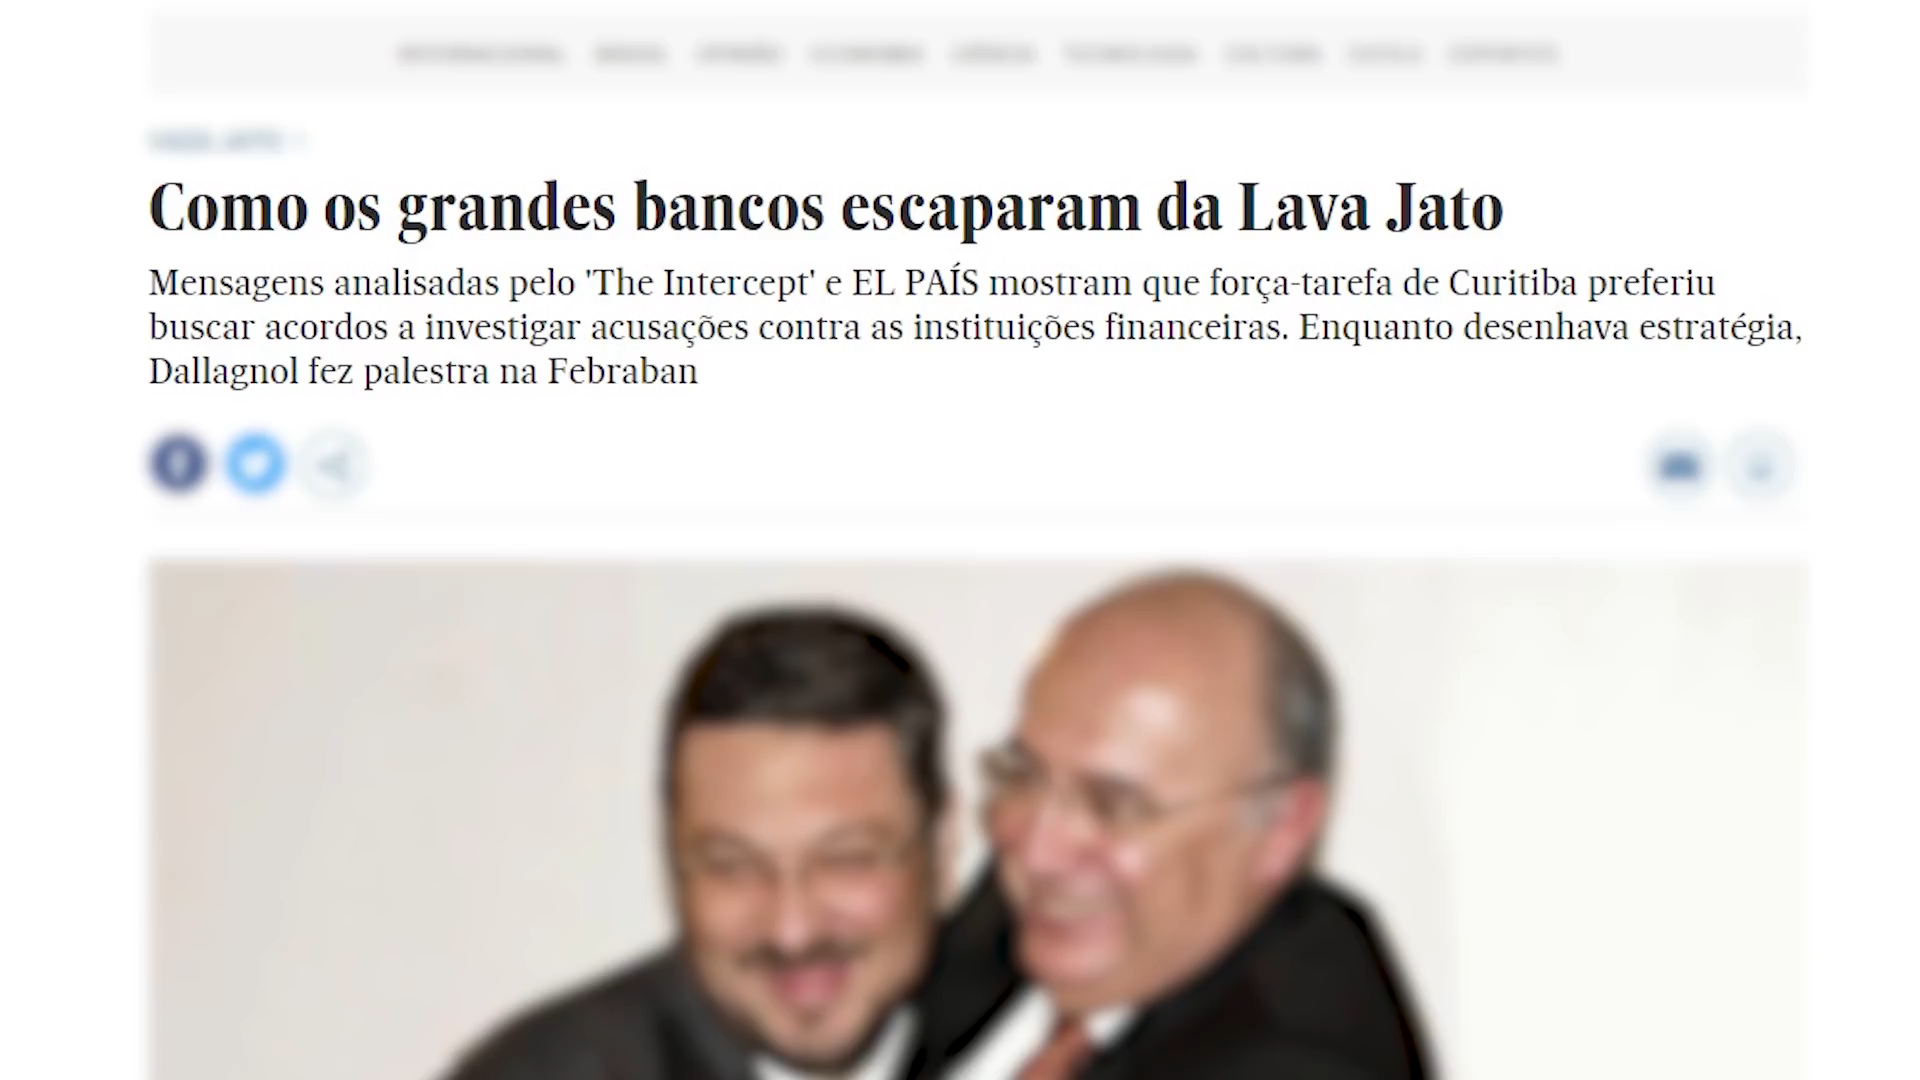 Como os grandes bancos escaparam da Lava Jato
Mensagens analisadas pelo 'The Intercept' e EL PAÍS mostram que força-tarefa de Curitiba preferiu
buscar acordos a investigar acusações contra as instituições financeiras. Enquanto desenhava estratégia,
Dallagnol fez palestra na Febraban